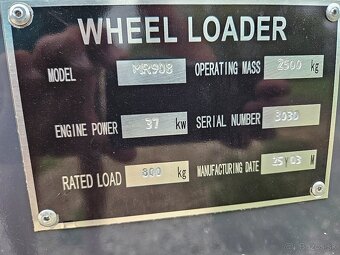 WHEEL LOADER
MODEL MR908 OPERATING MASS 2500 kg
ENGINE POWER 37 kw SERIAL NUMBER 3030
RATED LOAD 800 kg MANUFACTURING DATE 25/03 M